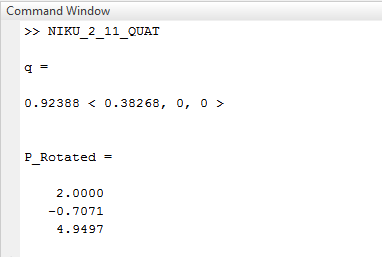 Command Window
>> NIKU_2_11_QUAT
q =
0.92388 < 0.38268, 0, 0 >
P_Rotated =
2.0000
-0.7071
4.9497